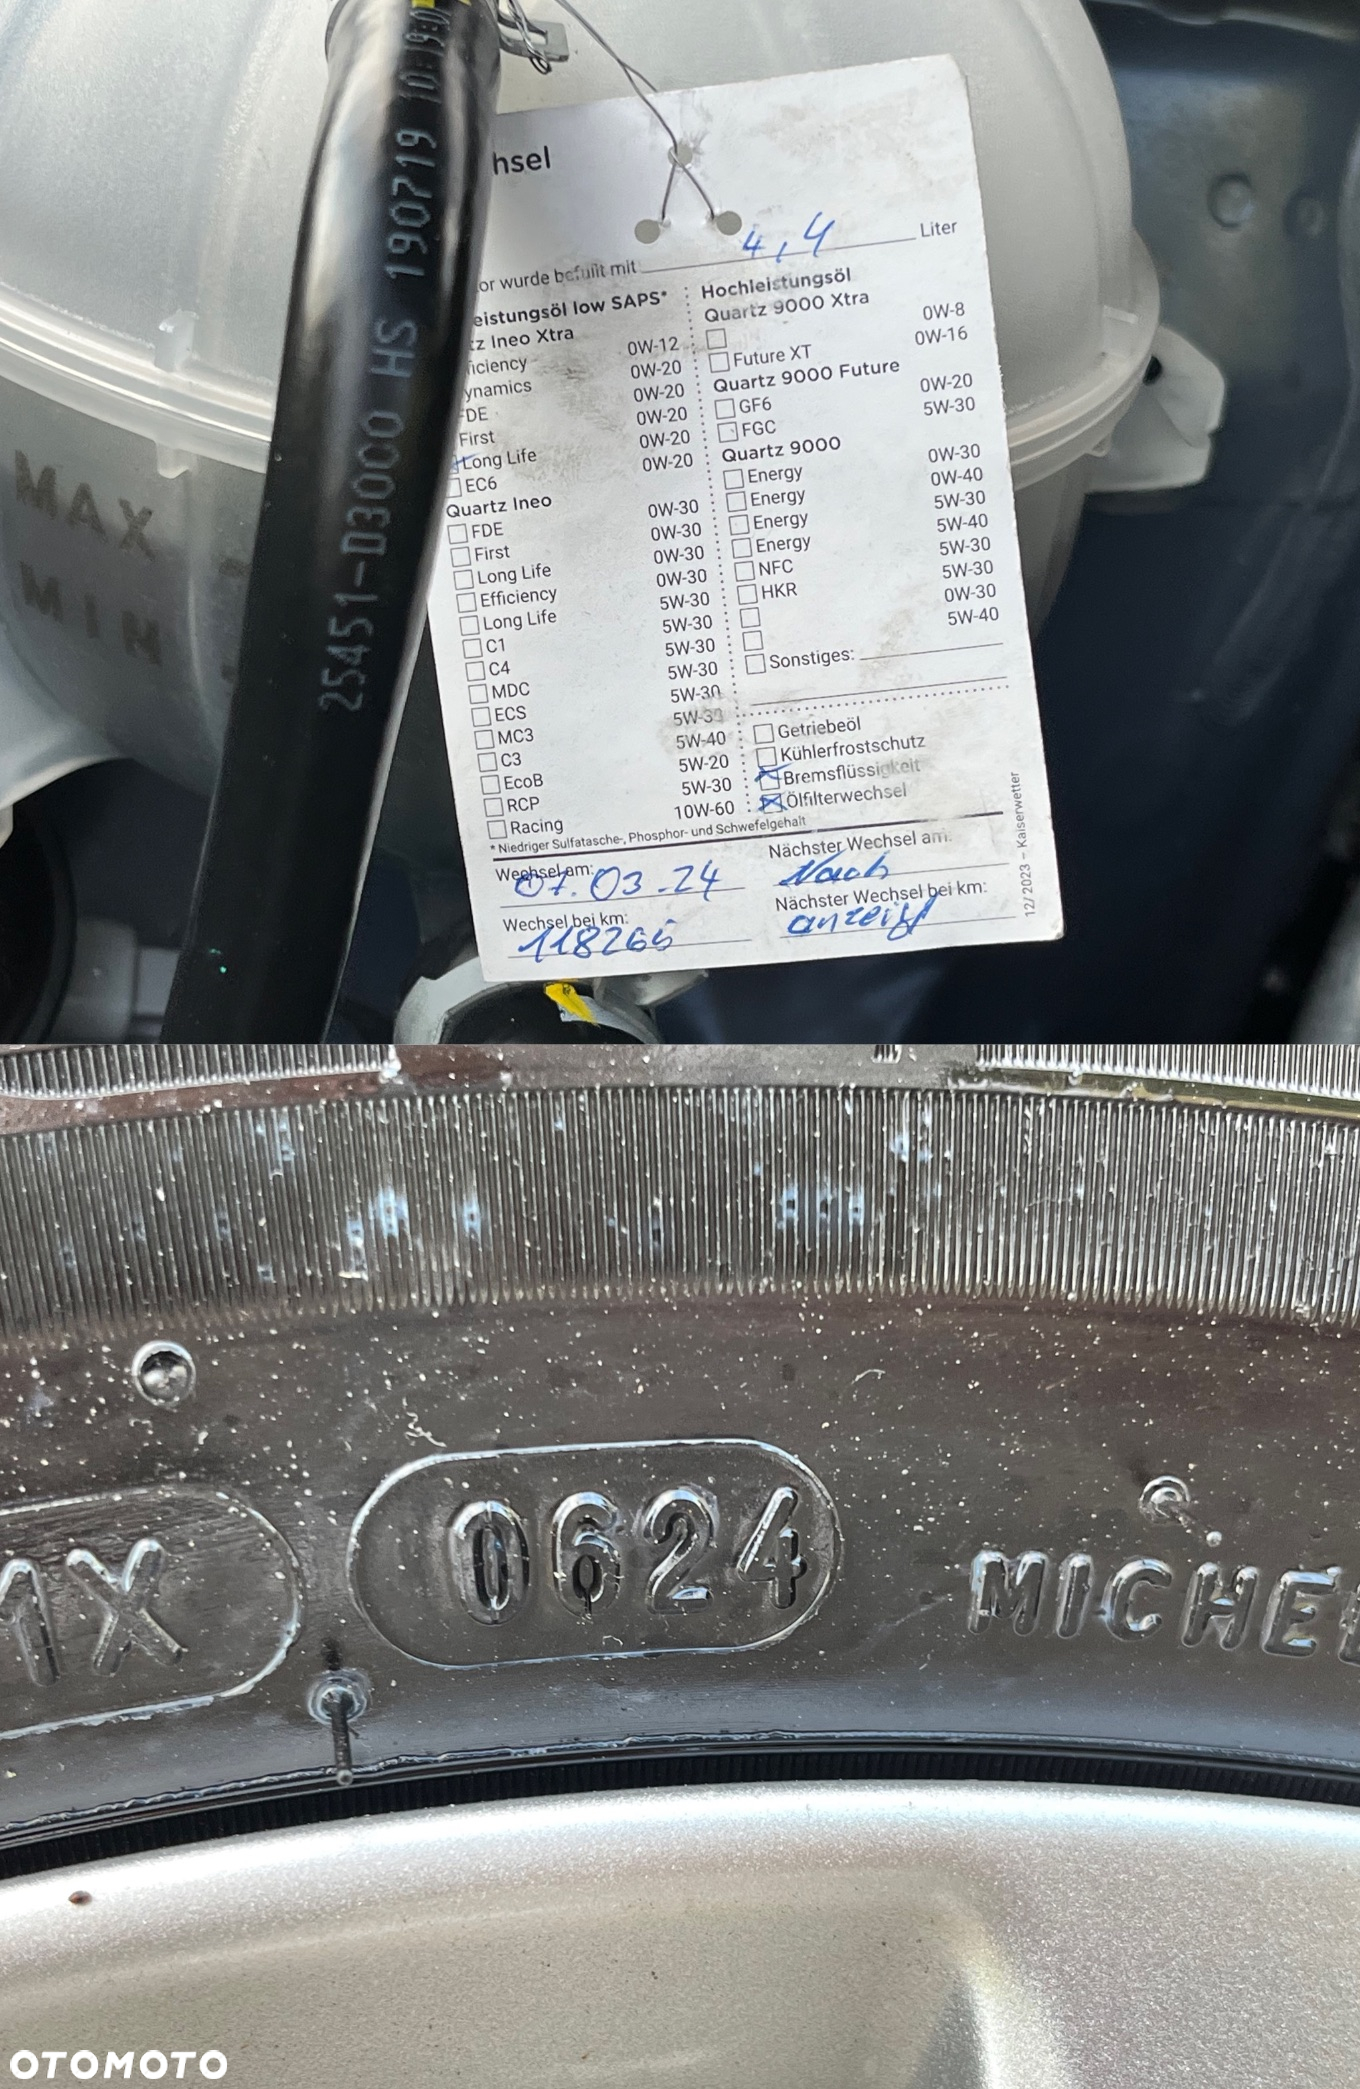 25451-D3000 HS 190719 10:19:0
MAX
MIN
hsel
or wurde befüllt mit 4,4 Liter
eistungsöl low SAPS*
tz Ineo Xtra
iciency 0W-12
ynamics 0W-20
FDE 0W-20
First 0W-20
Long Life 0W-20
EC6 0W-20
Quartz Ineo
FDE 0W-30
First 0W-30
Long Life 0W-30
Efficiency 0W-30
Long Life 5W-30
C1 5W-30
C4 5W-30
MDC 5W-30
ECS 5W-30
MC3 5W-30
C3 5W-40
EcoB 5W-20
RCP 5W-30
Racing 10W-60
* Niedriger Sulfatasche-, Phosphor- und Schwefelgehalt
Hochleistungsöl
Quartz 9000 Xtra
0W-8
Future XT 0W-16
Quartz 9000 Future
GF6 0W-20
FGC 5W-30
Quartz 9000
Energy 0W-30
Energy 0W-40
Energy 5W-30
Energy 5W-40
NFC 5W-30
HKR 5W-30
0W-30
5W-40
Sonstiges:
Getriebeöl
Kühlerfrostschutz
Bremsflüssigkeit
Ölfilterwechsel
Wechsel am: 07.03.24
Nächster Wechsel am: Nach
Wechsel bei km: 118265
Nächster Wechsel bei km: anzeige
12/2023 – Kaiserwetter
1X
0624
MICHE
OTOMOTO